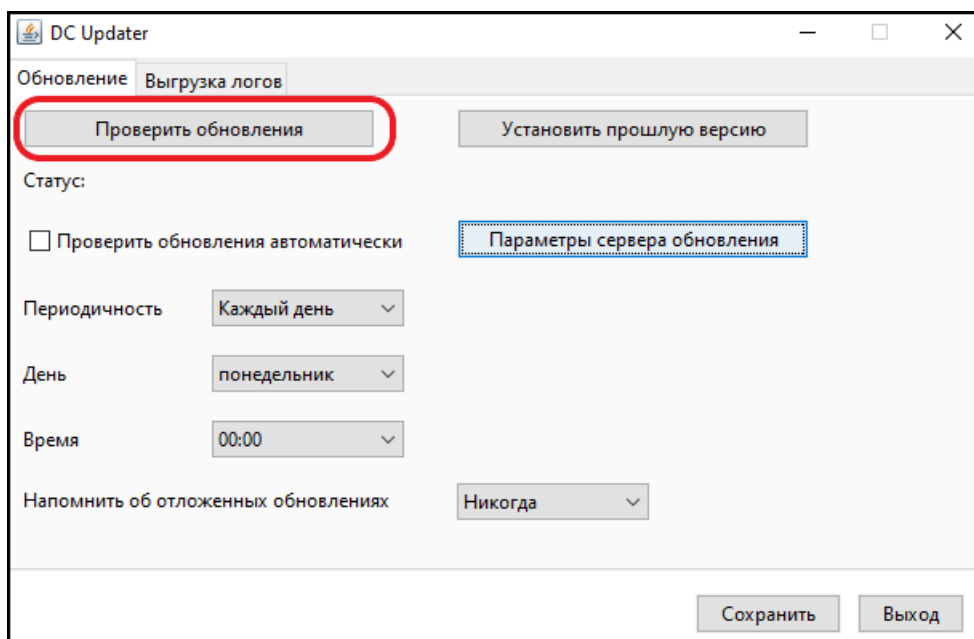 DC Updater
Обновление Выгрузка логов
Проверить обновления Установить прошлую версию
Статус:
Проверить обновления автоматически Параметры сервера обновления
Периодичность Каждый день
День понедельник
Время 00:00
Напомнить об отложенных обновлениях Никогда
Сохранить Выход